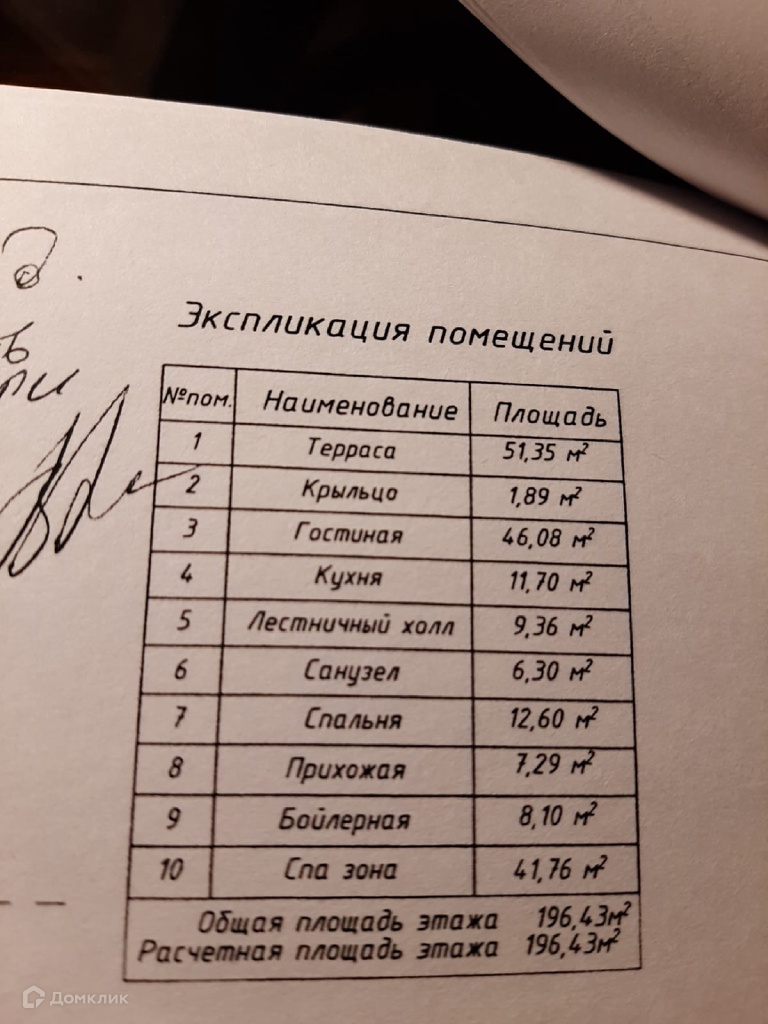 Экспликация помещений
№пом. Наименование Площадь
1 Терраса 51,35 м²
2 Крыльцо 1,89 м²
3 Гостиная 46,08 м²
4 Кухня 11,70 м²
5 Лестничный холл 9,36 м²
6 Санузел 6,30 м²
7 Спальня 12,60 м²
8 Прихожая 7,29 м²
9 Бойлерная 8,10 м²
10 Спа зона 41,76 м²
Общая площадь этажа 196,43м²
Расчетная площадь этажа 196,43м²
Домклик